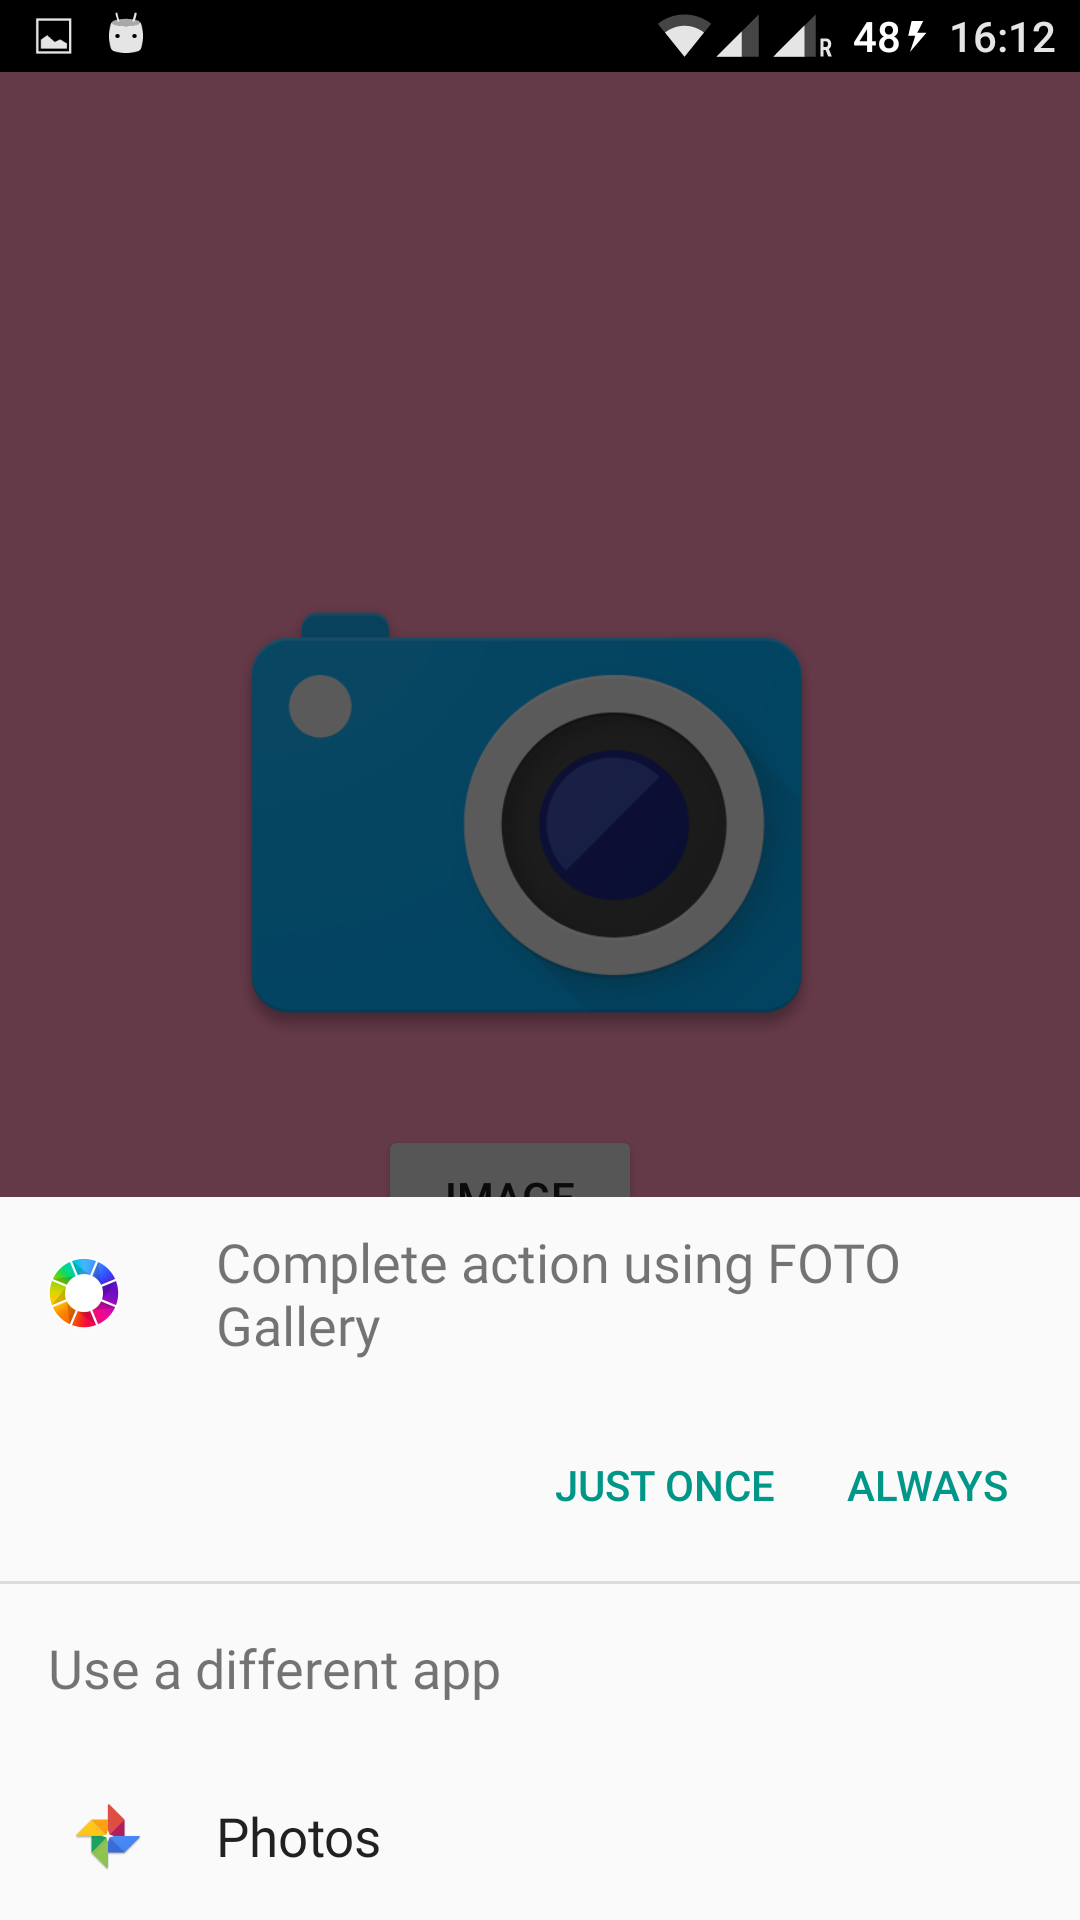 R 48 16:12
IMAGE
Complete action using FOTO
Gallery
JUST ONCE ALWAYS
Use a different app
Photos